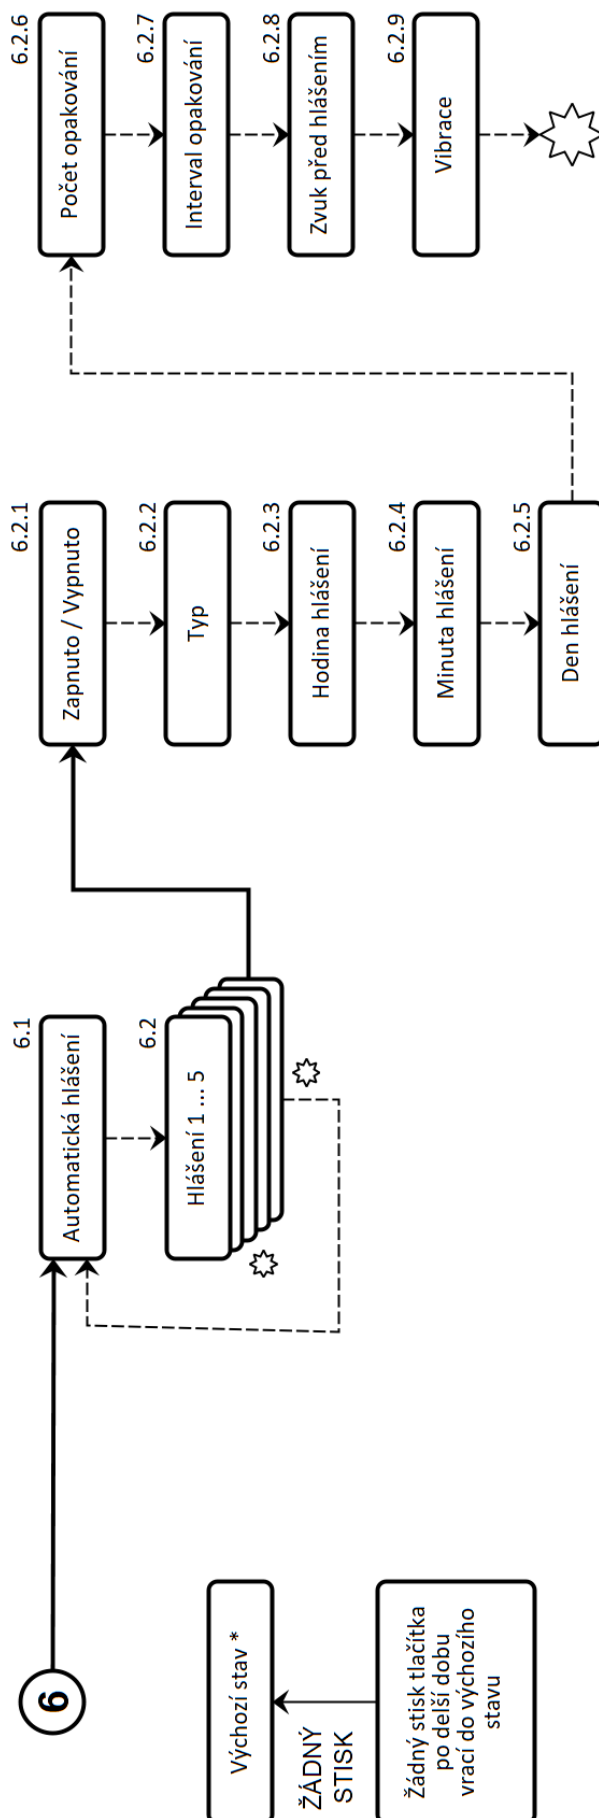 6
6.1
Automatická hlášení
6.2
Hlášení 1 ... 5
6.2.1
Zapnuto / Vypnuto
6.2.2
Typ
6.2.3
Hodina hlášení
6.2.4
Minuta hlášení
6.2.5
Den hlášení
6.2.6
Počet opakování
6.2.7
Interval opakování
6.2.8
Zvuk před hlášením
6.2.9
Vibrace
Výchozí stav *
ŽÁDNÝ
STISK
Žádný stisk tlačítka
po delší dobu
vrací do výchozího
stavu